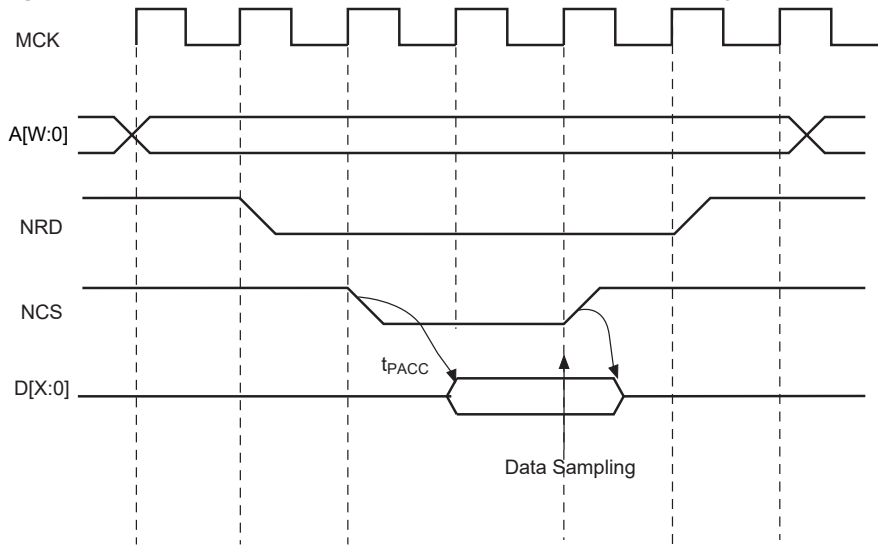 MCK
A[W:0]
NRD
NCS
tPACC
D[X:0]
Data Sampling